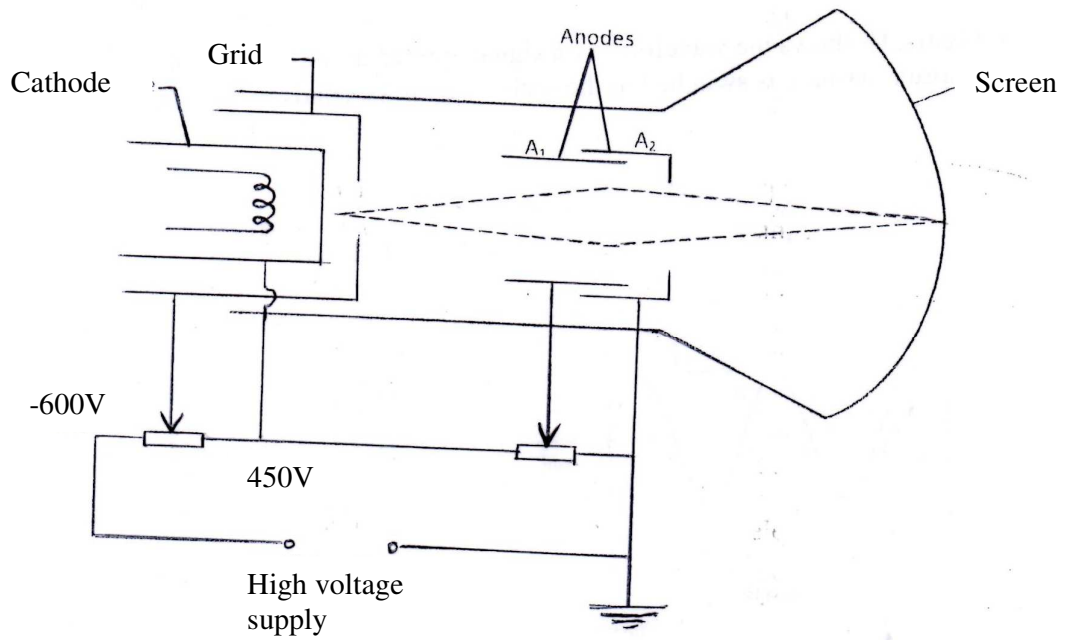 Anodes
Grid
Cathode
Screen
A₁
A₂
-600V
450V
High voltage
supply